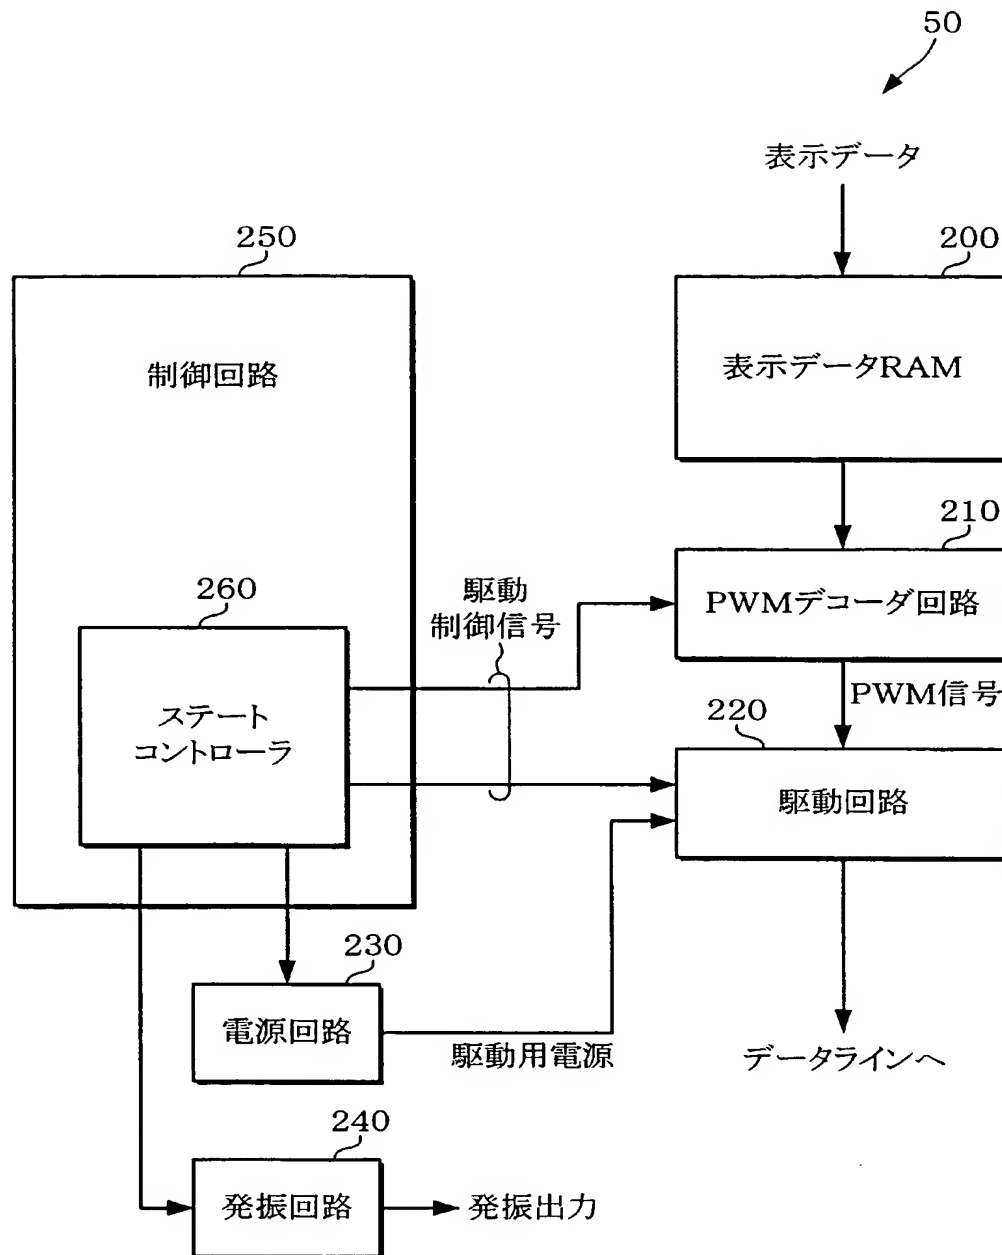 50
表示データ
250
200
制御回路
表示データRAM
210
260
駆動
制御信号
PWMデコーダ回路
ステート
コントローラ
PWM信号
220
駆動回路
230
電源回路
駆動用電源
データラインへ
240
発振回路
発振出力